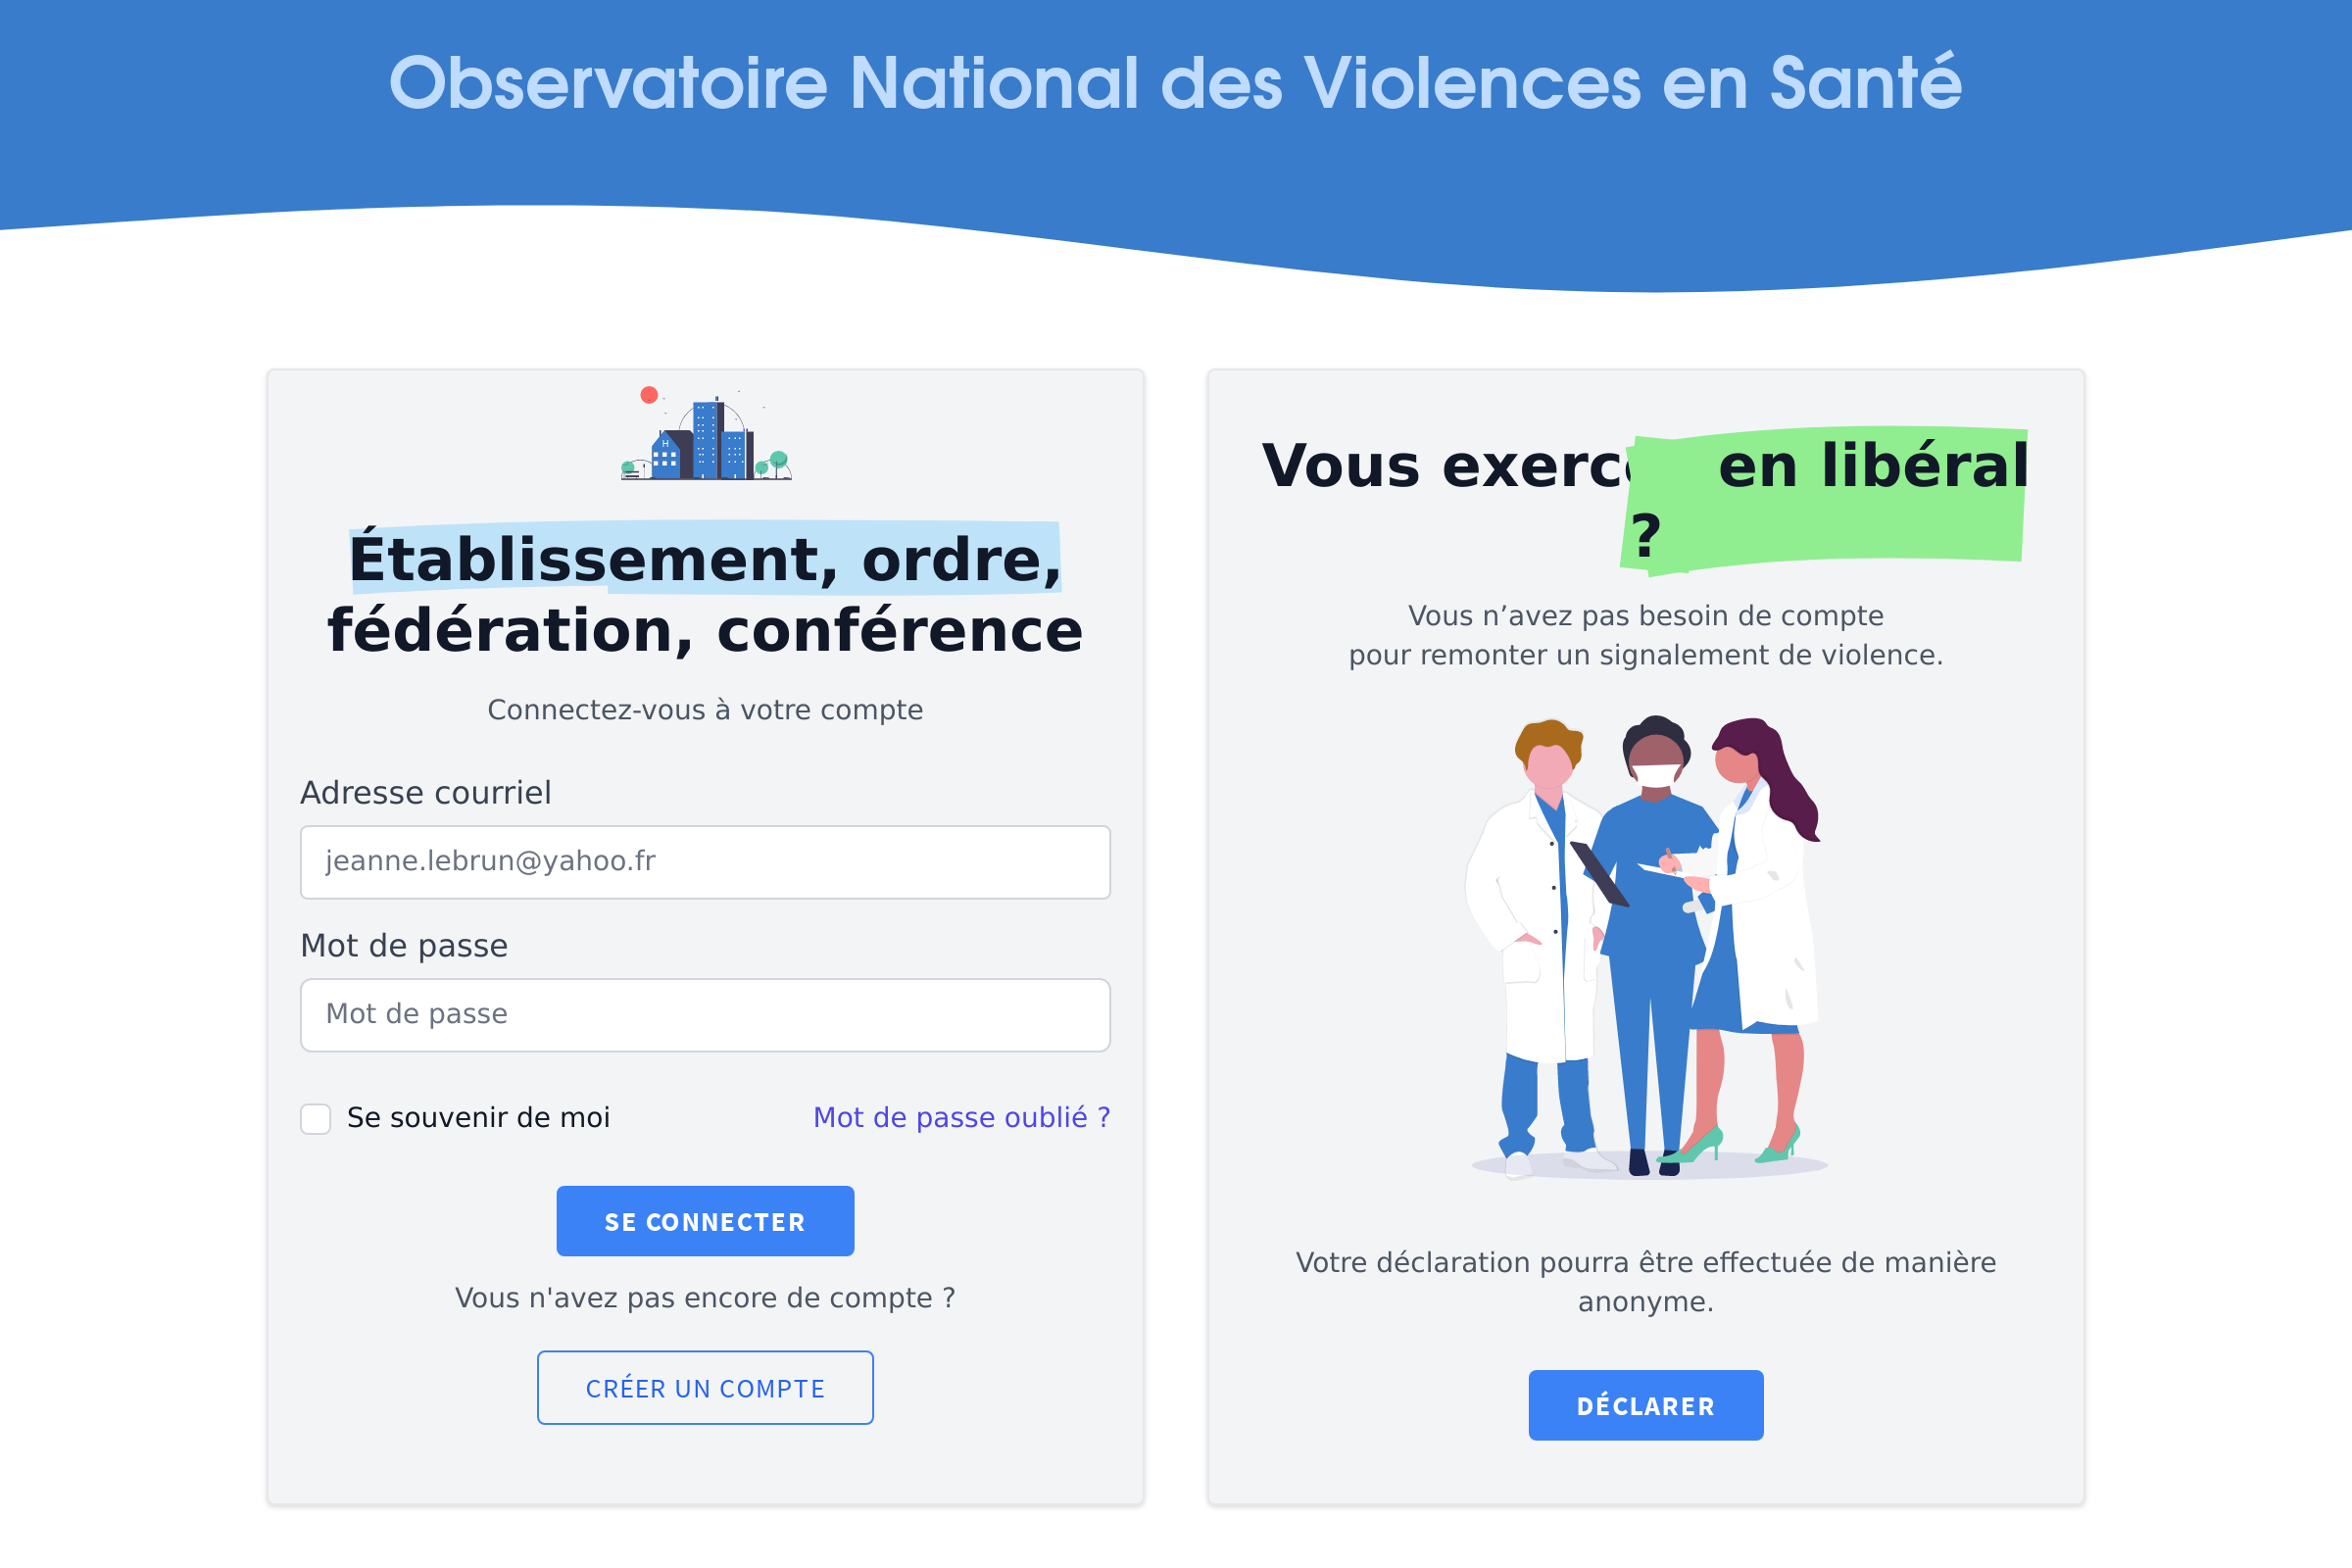 Observatoire National des Violences en Santé
H
Établissement, ordre,
fédération, conférence
Connectez-vous à votre compte
Adresse courriel
jeanne.lebrun@yahoo.fr
Mot de passe
Mot de passe
Se souvenir de moi
Mot de passe oublié ?
SE CONNECTER
Vous n'avez pas encore de compte ?
CRÉER UN COMPTE
Vous en libéral
?
Vous n’avez pas besoin de compte
pour remonter un signalement de violence.
Votre déclaration pourra être effectuée de manière
anonyme.
DÉCLARER